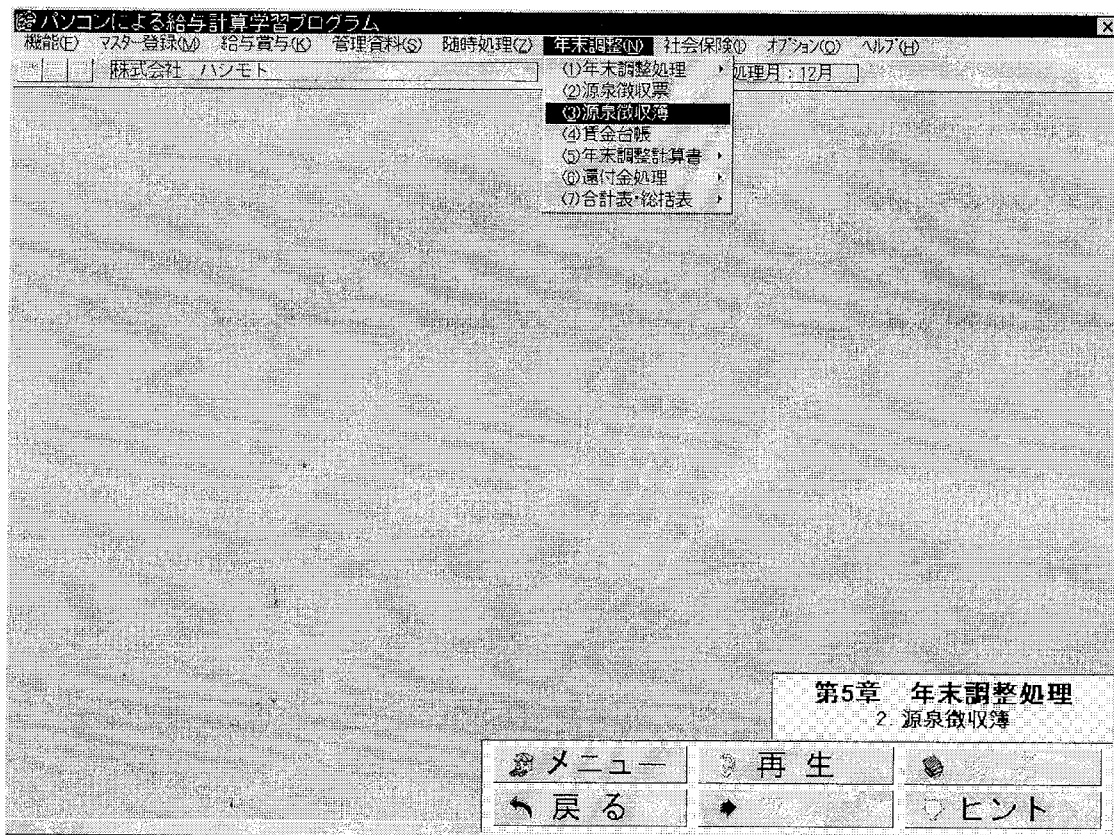 パソコンによる給与計算学習プログラム
機能(F) マスター登録(M) 給与賞与(K) 管理資料(S) 随時処理(Z) 年末調整(N) 社会保険(I) オプション(O) ヘルプ(H)
株式会社 ハシモト 処理月:12月
(1)年末調整処理
(2)源泉徴収票
(3)源泉徴収簿
(4)賃金台帳
(5)年末調整計算書
(6)還付金処理
(7)合計表・総括表
第5章 年末調整処理
2 源泉徴収簿
メニュー 再生
戻る ヒント